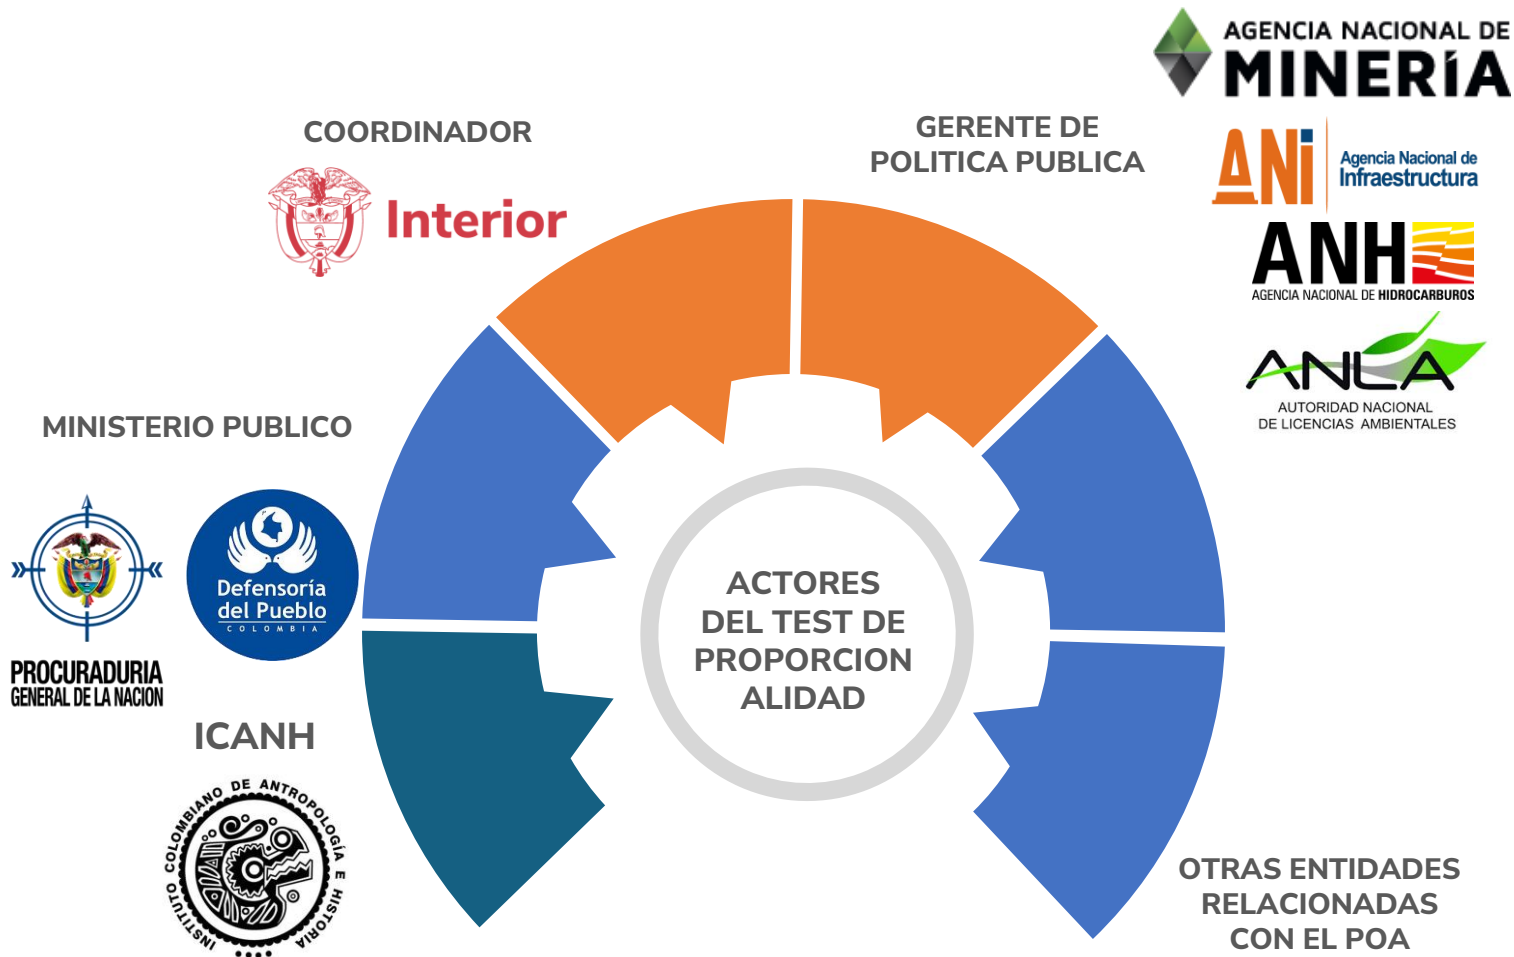 AGENCIA NACIONAL DE
MINERÍA
COORDINADOR
Interior
GERENTE DE
POLITICA PUBLICA
ANi
Agencia Nacional de
Infraestructura
ANH
AGENCIA NACIONAL DE HIDROCARBUROS
ANLA
AUTORIDAD NACIONAL
DE LICENCIAS AMBIENTALES
MINISTERIO PUBLICO
Defensoría
del Pueblo
COLOMBIA
PROCURADURIA
GENERAL DE LA NACION
ACTORES
DEL TEST DE
PROPORCION
ALIDAD
ICANH
INSTITUTO COLOMBIANO DE ANTROPOLOGÍA E HISTORIA
OTRAS ENTIDADES
RELACIONADAS
CON EL POA